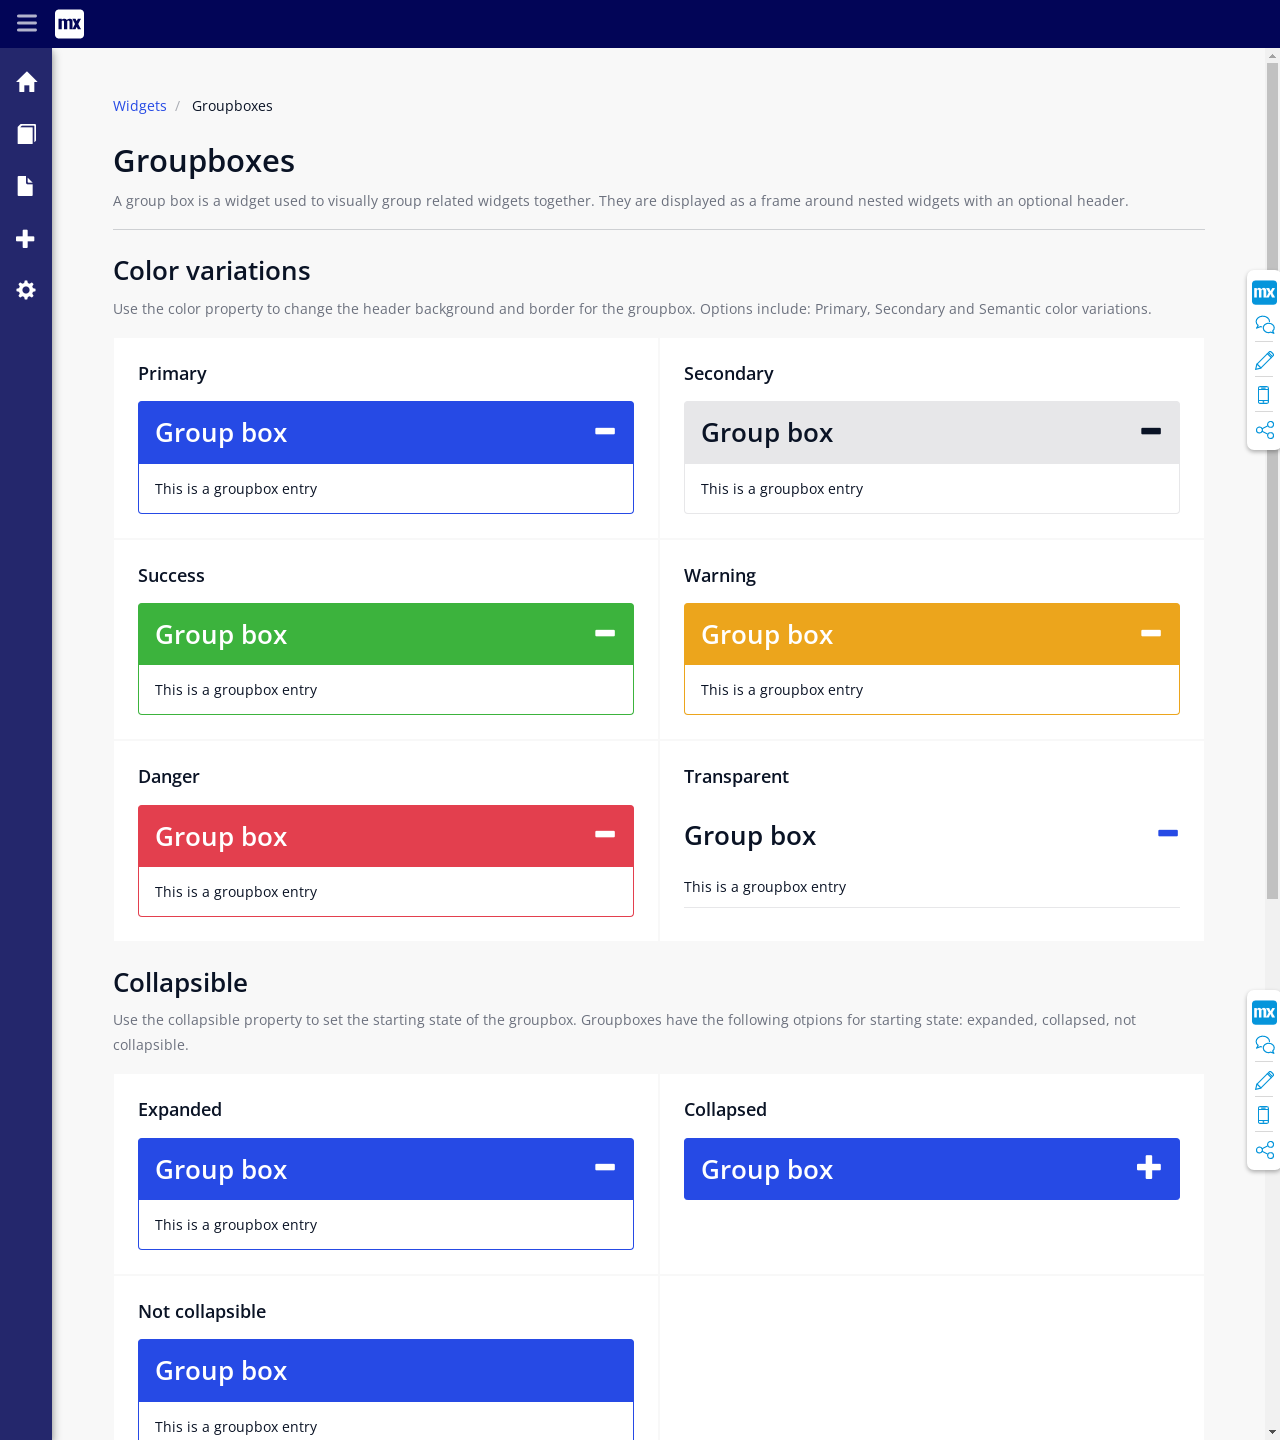 mx
Widgets / Groupboxes
Groupboxes
A group box is a widget used to visually group related widgets together. They are displayed as a frame around nested widgets with an optional header.
Color variations
Use the color property to change the header background and border for the groupbox. Options include: Primary, Secondary and Semantic color variations.
mx
Primary
Group box
This is a groupbox entry
Secondary
Group box
This is a groupbox entry
Success
Group box
This is a groupbox entry
Warning
Group box
This is a groupbox entry
Danger
Group box
This is a groupbox entry
Transparent
Group box
This is a groupbox entry
Collapsible
Use the collapsible property to set the starting state of the groupbox. Groupboxes have the following otpions for starting state: expanded, collapsed, not
collapsible.
mx
Expanded
Group box
This is a groupbox entry
Collapsed
Group box
Not collapsible
Group box
This is a groupbox entry